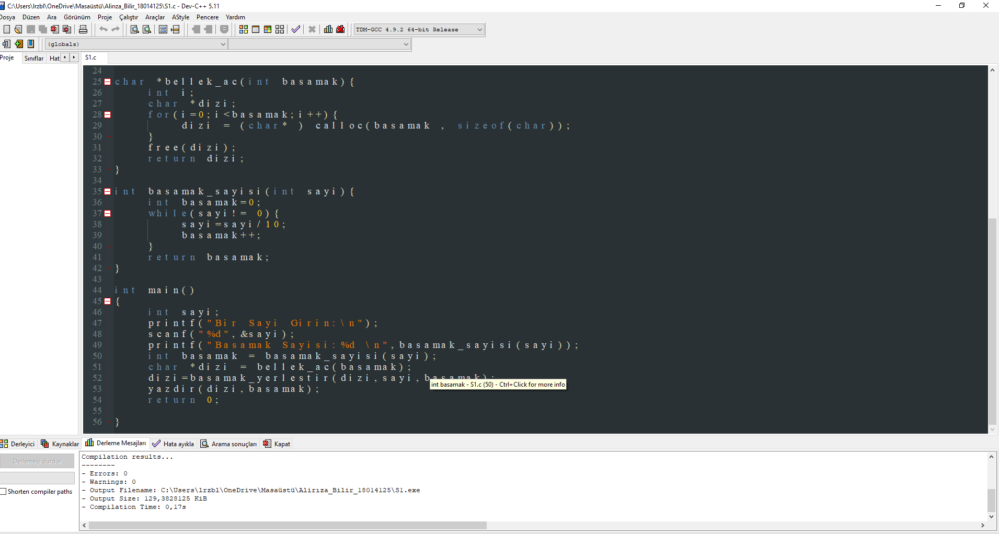 C:\Users\lrzbl\OneDrive\Masaüstü\Alirıza_Bilir_18014125\S1.c - Dev-C++ 5.11
Dosya Düzen Ara Görünüm Proje Çalıştır Araçlar AStyle Pencere Yardım
TDM-GCC 4.9.2 64-bit Release
(globals)
Proje Sınıflar Hat S1.c
24
25 char *bellek_ac(int basamak){
26 int i;
27 char *dizi;
28 for(i=0;i<basamak;i++){
29 dizi = (char* ) calloc(basamak , sizeof(char));
30 }
31 free(dizi);
32 return dizi;
33 }
34
35 int basamak_sayisi(int sayi){
36 int basamak=0;
37 while(sayi!= 0){
38 sayi=sayi/10;
39 basamak++;
40 }
41 return basamak;
42 }
43
44 int main()
45 {
46 int sayi;
47 printf("Bir Sayi Girin:\n");
48 scanf("%d",&sayi);
49 printf("Basamak Sayisi:%d \n",basamak_sayisi(sayi));
50 int basamak = basamak_sayisi(sayi);
51 char *dizi = bellek_ac(basamak);
52 dizi=basamak_yerlestir(dizi,sayi,basamak);
int basamak - S1.c (50) - Ctrl+Click for more info
53 yazdir(dizi,basamak);
54 return 0;
55
56 }
Derleyici Kaynaklar Derleme Mesajları Hata ayıkla Arama sonuçları Kapat
Derlemeyi durdur
Shorten compiler paths
Compilation results...
--------
- Errors: 0
- Warnings: 0
- Output Filename: C:\Users\lrzbl\OneDrive\Masaüstü\Alirıza_Bilir_18014125\S1.exe
- Output Size: 129,3828125 KiB
- Compilation Time: 0,17s